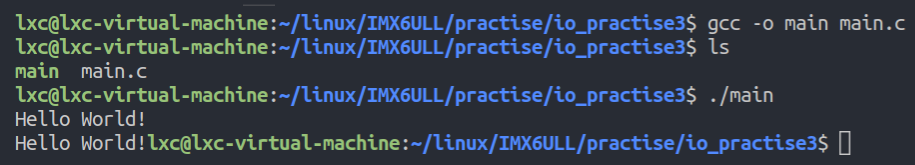 lxc@lxc-virtual-machine:~/linux/IMX6ULL/practise/io_practise3$ gcc -o main main.c
lxc@lxc-virtual-machine:~/linux/IMX6ULL/practise/io_practise3$ ls
main  main.c
lxc@lxc-virtual-machine:~/linux/IMX6ULL/practise/io_practise3$ ./main
Hello World!
Hello World!lxc@lxc-virtual-machine:~/linux/IMX6ULL/practise/io_practise3$